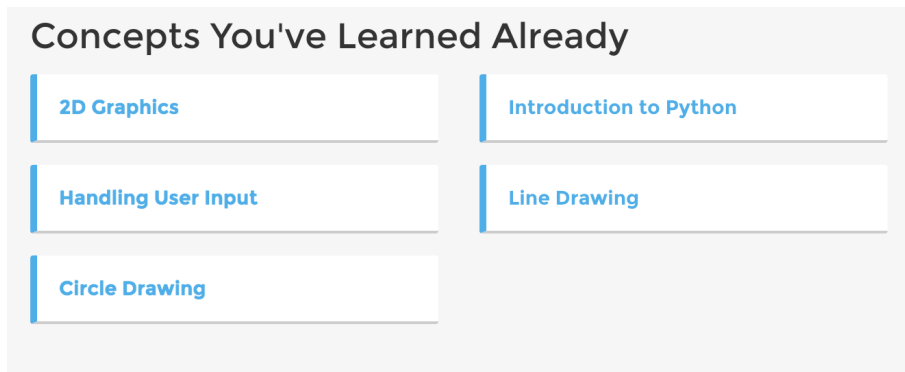 Concepts You've Learned Already
2D Graphics
Introduction to Python
Handling User Input
Line Drawing
Circle Drawing